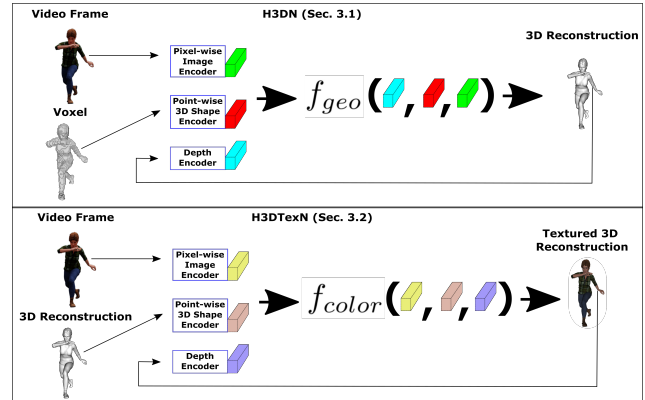 Video Frame
H3DN (Sec. 3.1)
3D Reconstruction
Pixel-wise
Image
Encoder
Voxel
Point-wise
3D Shape
Encoder
f_geo( , , )
Depth
Encoder
Video Frame
H3DTexN (Sec. 3.2)
Textured 3D
Reconstruction
Pixel-wise
Image
Encoder
3D Reconstruction
Point-wise
3D Shape
Encoder
f_color( , , )
Depth
Encoder